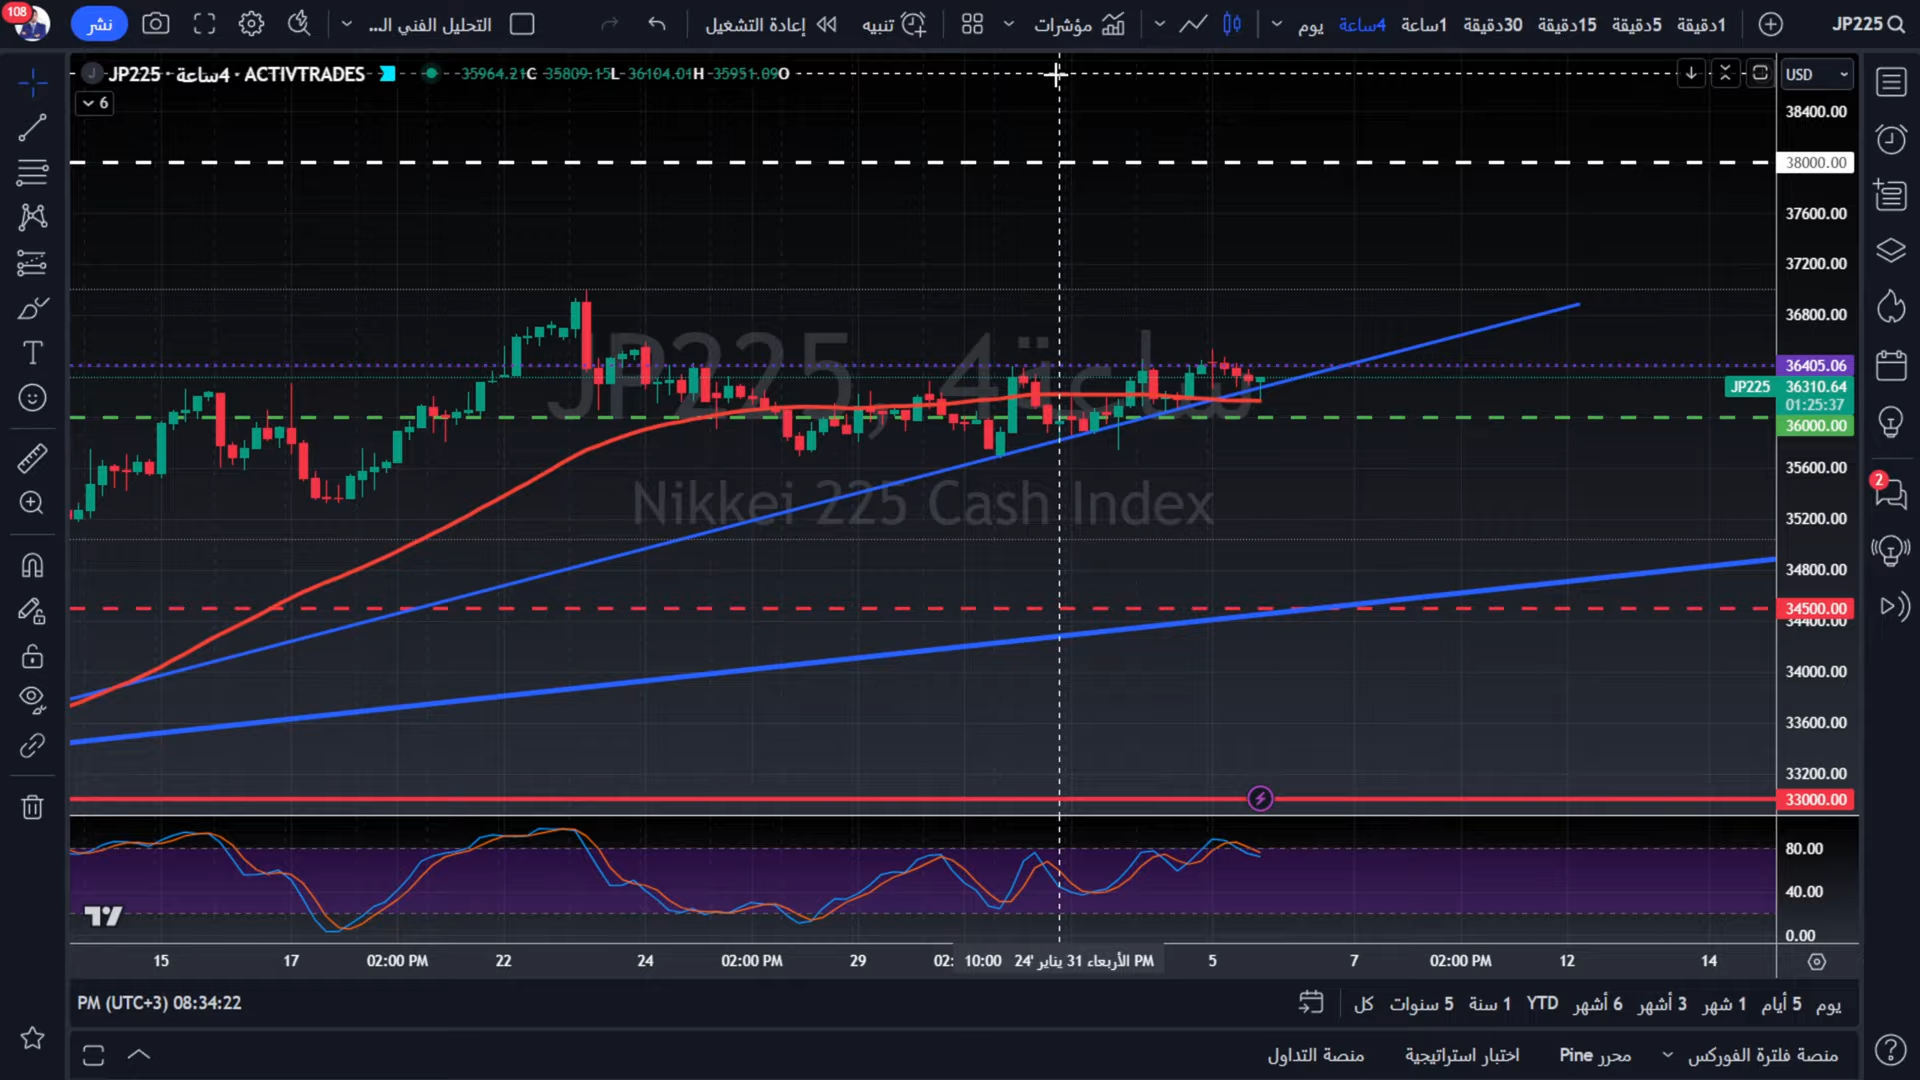 108
نشر
التحليل الفني الـ...
إعادة التشغيل
تنبيه
مؤشرات
يوم
4ساعة
1ساعة
30دقيقة
15دقيقة
5دقيقة
1دقيقة
JP225
J JP225 · 4ساعة · ACTIVTRADES
35964.21C 35809.15L 36104.01H 35951.09O
6
USD
38400.00
38000.00
37600.00
37200.00
36800.00
36405.06
JP225 36310.64
01:25:37
36000.00
35600.00
35200.00
34800.00
34500.00
34400.00
34000.00
33600.00
33200.00
33000.00
JP225, 4ساعة
Nikkei 225 Cash Index
2
80.00
40.00
0.00
15
17
02:00 PM
22
24
02:00 PM
29
02:
الأربعاء 31 يناير '24 10:00 PM
5
7
02:00 PM
12
14
PM (UTC+3) 08:34:22
يوم
5 أيام
1 شهر
3 أشهر
6 أشهر
YTD
1 سنة
5 سنوات
كل
منصة فلترة الفوركس
محرر Pine
اختبار استراتيجية
منصة التداول